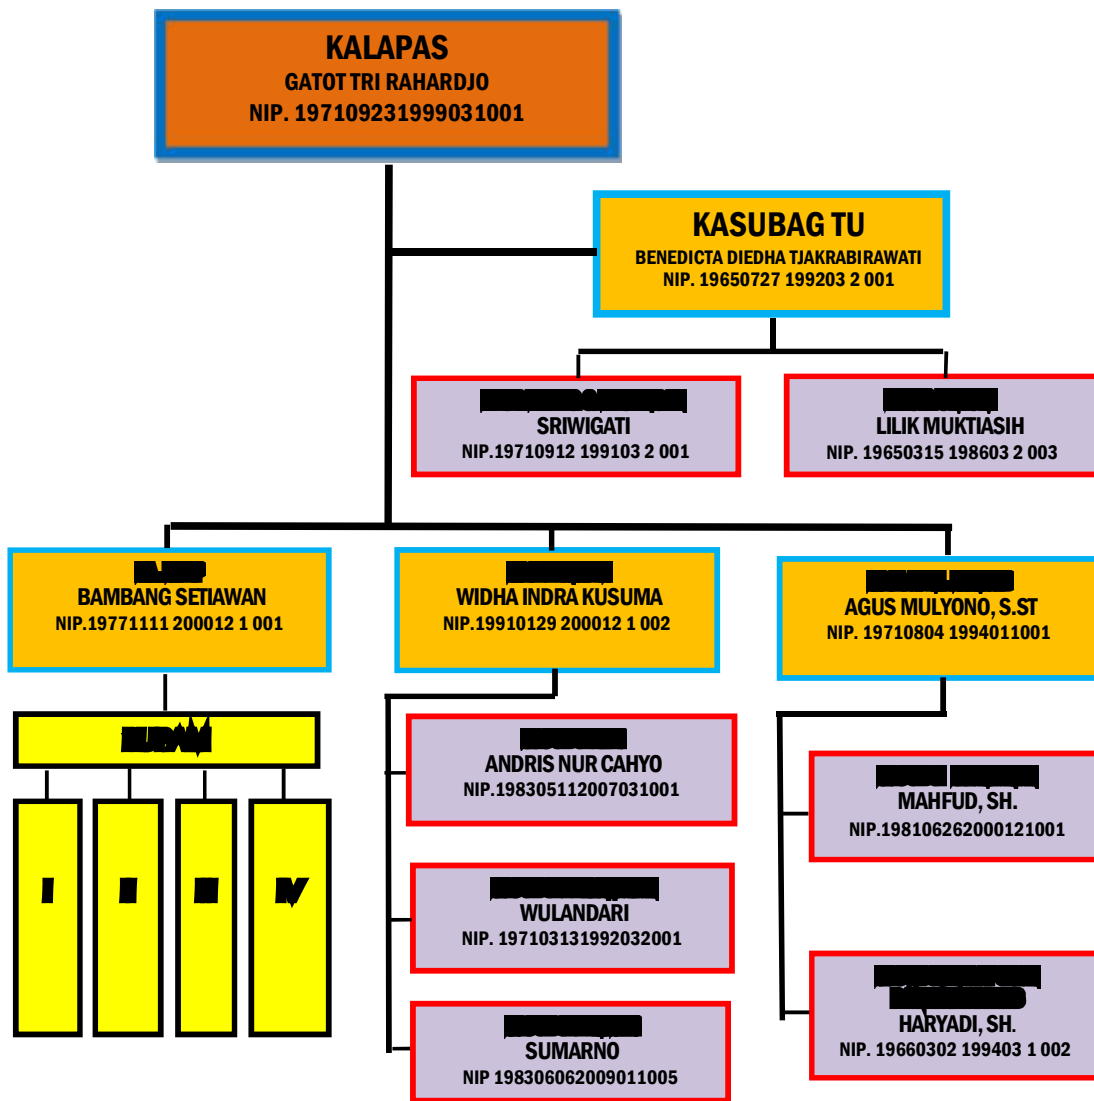 KALAPAS
GATOT TRI RAHARDJO
NIP. 197109231999031001
KASUBAG TU
BENEDICTA DIEDHA TJAKRABIRAWATI
NIP. 19650727 199203 2 001
SRIWIGATI
NIP.19710912 199103 2 001
LILIK MUKTIASIH
NIP. 19650315 198603 2 003
BAMBANG SETIAWAN
NIP.19771111 200012 1 001
WIDHA INDRA KUSUMA
NIP.19910129 200012 1 002
AGUS MULYONO, S.ST
NIP. 19710804 1994011001
I
IV
ANDRIS NUR CAHYO
NIP.198305112007031001
WULANDARI
NIP. 197103131992032001
SUMARNO
NIP 198306062009011005
MAHFUD, SH.
NIP.198106262000121001
HARYADI, SH.
NIP. 19660302 199403 1 002